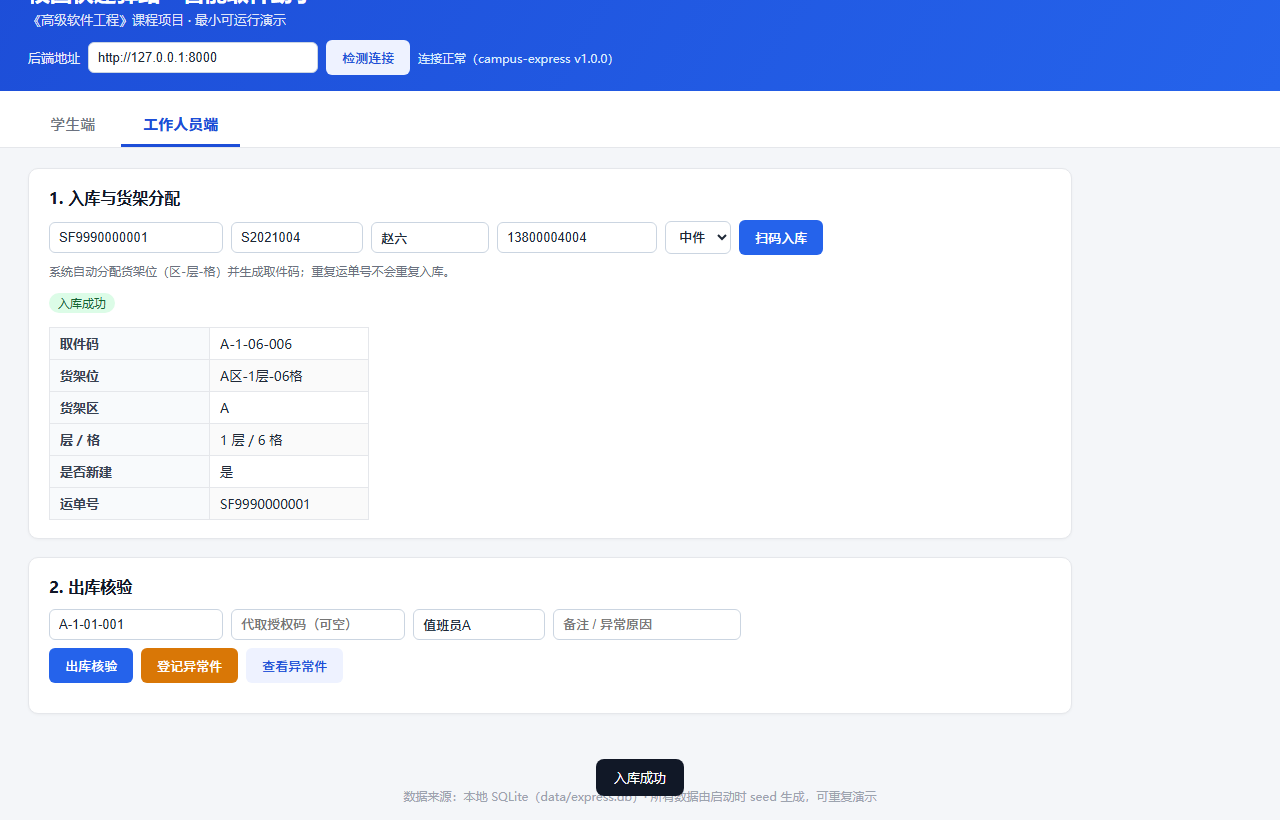 《高级软件工程》课程项目 · 最小可运行演示
后端地址 http://127.0.0.1:8000 检测连接 连接正常（campus-express v1.0.0）
学生端 工作人员端
1. 入库与货架分配
SF9990000001 S2021004 赵六 13800004004 中件 扫码入库
系统自动分配货架位（区-层-格）并生成取件码；重复运单号不会重复入库。
入库成功
取件码 A-1-06-006
货架位 A区-1层-06格
货架区 A
层 / 格 1 层 / 6 格
是否新建 是
运单号 SF9990000001
2. 出库核验
A-1-01-001 代取授权码（可空） 值班员A 备注 / 异常原因
出库核验 登记异常件 查看异常件
入库成功
数据来源：本地 SQLite（data/express.db） · 所有数据由启动时 seed 生成，可重复演示